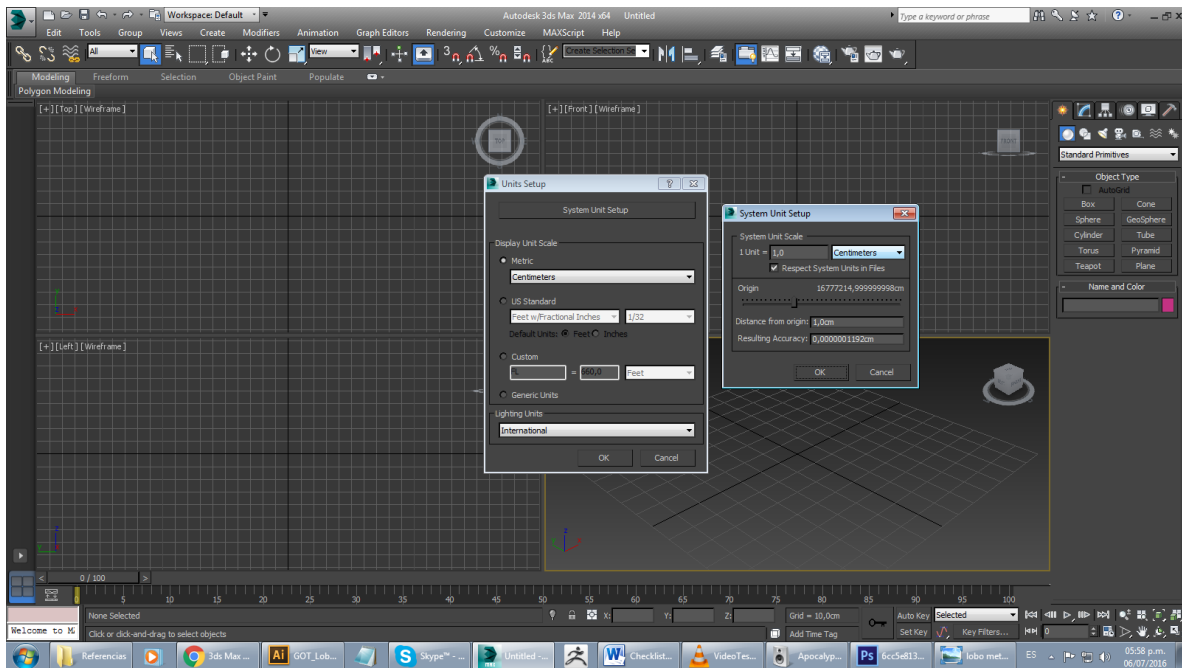 Workspace: Default
Autodesk 3ds Max 2014 x64 Untitled
Type a keyword or phrase
Edit Tools Group Views Create Modifiers Animation Graph Editors Rendering Customize MAXScript Help
All
View
Create Selection Se
Modeling Freeform Selection Object Paint Populate
Polygon Modeling
[+] [Top] [Wireframe]
TOP
[+] [Front] [Wireframe]
FRONT
[+] [Left] [Wireframe]
Units Setup
System Unit Setup
Display Unit Scale
Metric
Centimeters
US Standard
Feet w/Fractional Inches 1/32
Default Units: Feet Inches
Custom
= 660,0 Feet
Generic Units
Lighting Units
International
OK Cancel
System Unit Setup
System Unit Scale
1 Unit = 1,0 Centimeters
Respect System Units in Files
Origin 16777214,999999998cm
Distance from origin: 1,0cm
Resulting Accuracy: 0,0000001192cm
OK Cancel
Standard Primitives
Object Type
AutoGrid
Box Cone
Sphere GeoSphere
Cylinder Tube
Torus Pyramid
Teapot Plane
Name and Color
0 / 100
0 5 10 15 20 25 30 35 40 45 50 55 60 65 70 75 80 85 90 95 100
None Selected
X: Y: Z: Grid = 10,0cm
Auto Key Selected
Welcome to M
Click or click-and-drag to select objects
Add Time Tag
Set Key Key Filters...
0
Referencias
3ds Max ...
GOT_Lob...
Skype™ - ...
Untitled -...
Checklist...
VideoTes...
Apocalyp...
6cc5e813...
lobo met...
ES
05:58 p.m.
06/07/2016